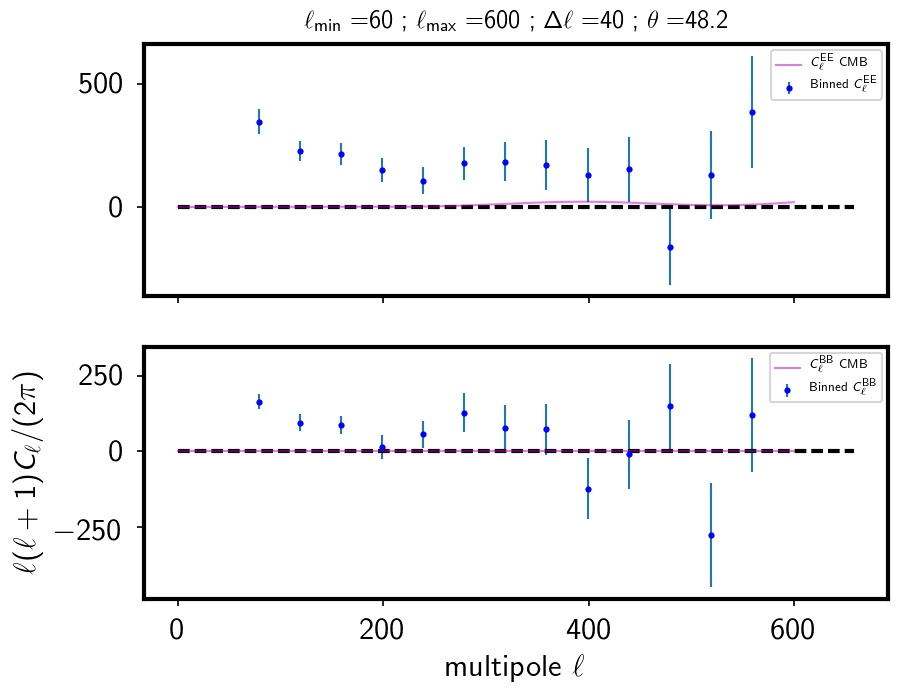 ℓmin =60 ; ℓmax =600 ; Δℓ =40 ; θ =48.2
500
0
C_ℓ^EE CMB
Binned C_ℓ^EE
250
0
−250
C_ℓ^BB CMB
Binned C_ℓ^BB
ℓ(ℓ + 1)C_ℓ/(2π)
0 200 400 600
multipole ℓ